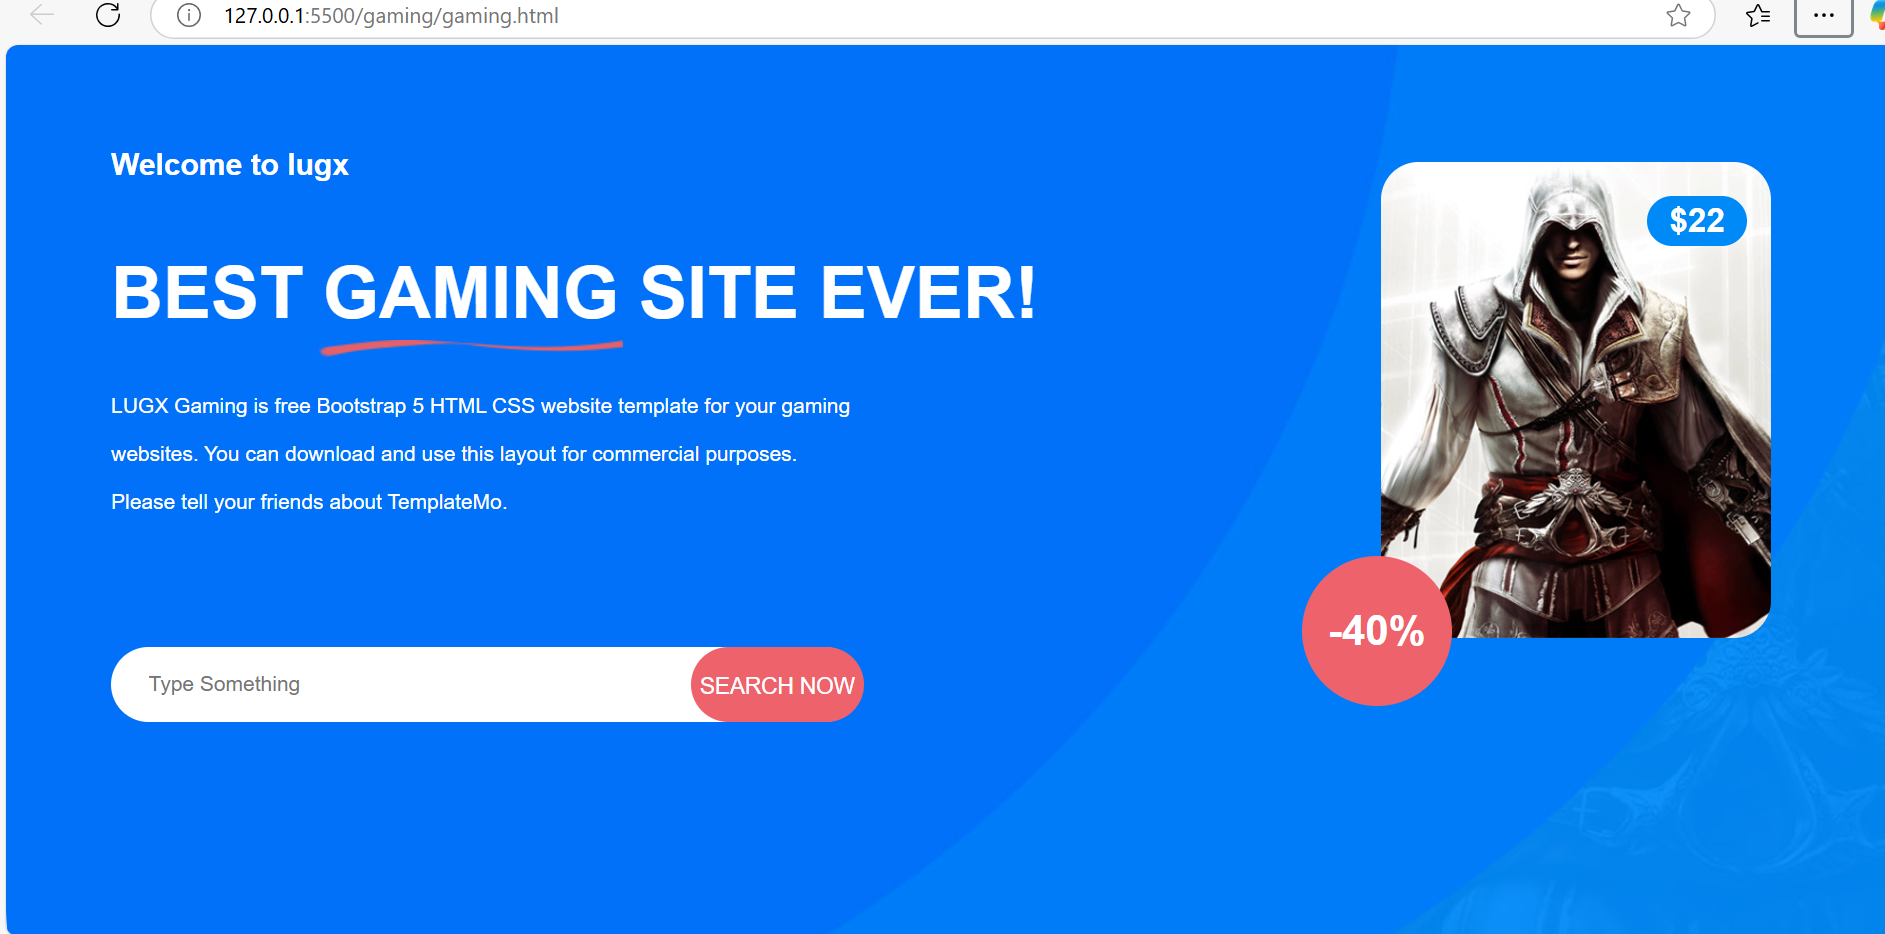 127.0.0.1:5500/gaming/gaming.html
Welcome to lugx
BEST GAMING SITE EVER!
LUGX Gaming is free Bootstrap 5 HTML CSS website template for your gaming
websites. You can download and use this layout for commercial purposes.
Please tell your friends about TemplateMo.
Type Something
SEARCH NOW
$22
-40%